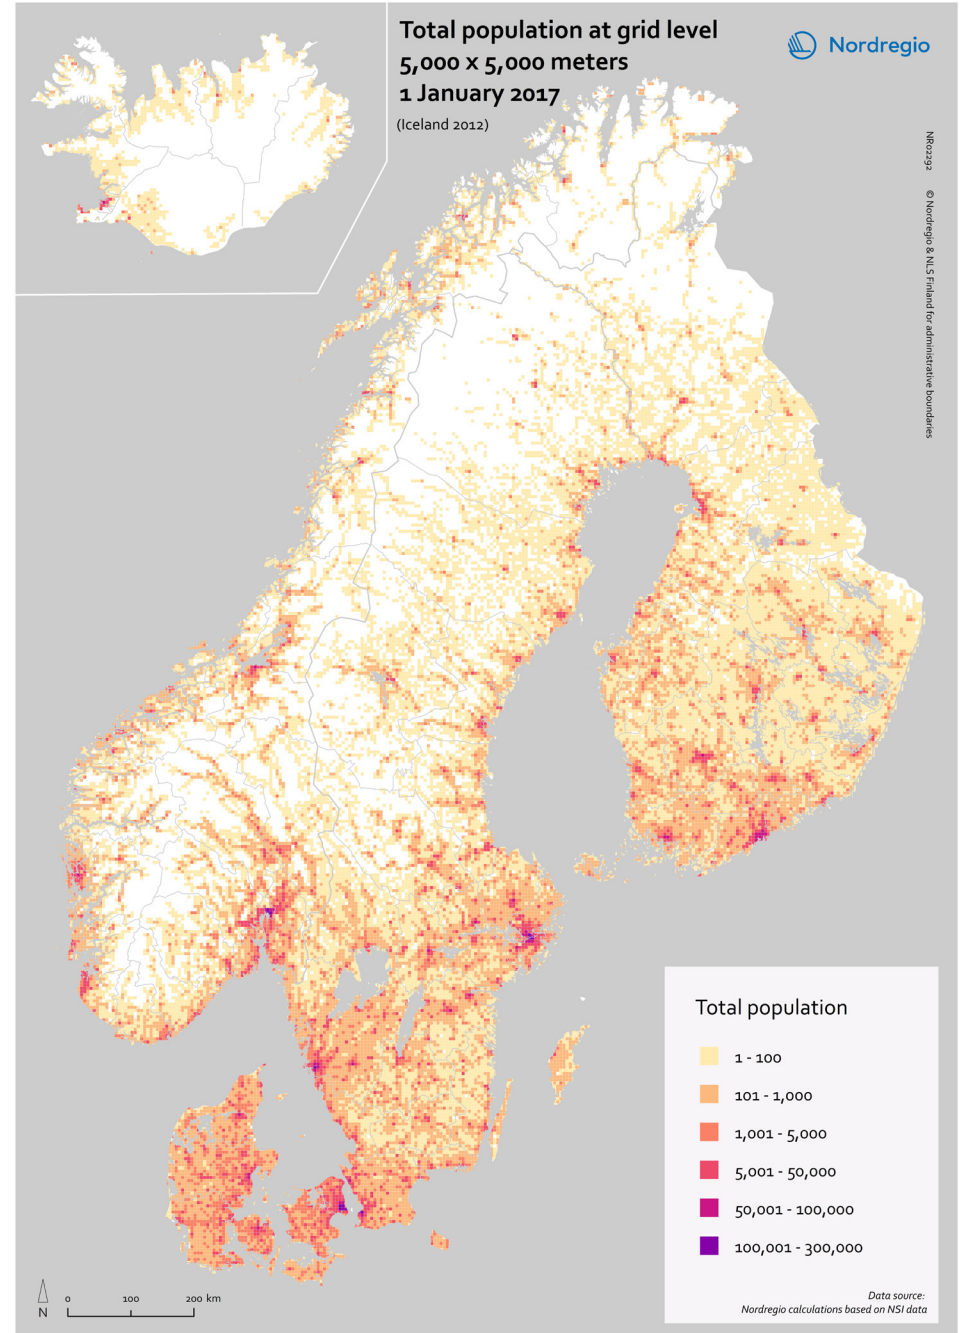 Total population at grid level
5,000 x 5,000 meters
1 January 2017
(Iceland 2012)
Nordregio
NR02292 © Nordregio & NLS Finland for administrative boundaries
Total population
1 - 100
101 - 1,000
1,001 - 5,000
5,001 - 50,000
50,001 - 100,000
100,001 - 300,000
Data source:
Nordregio calculations based on NSI data
N
0 100 200 km